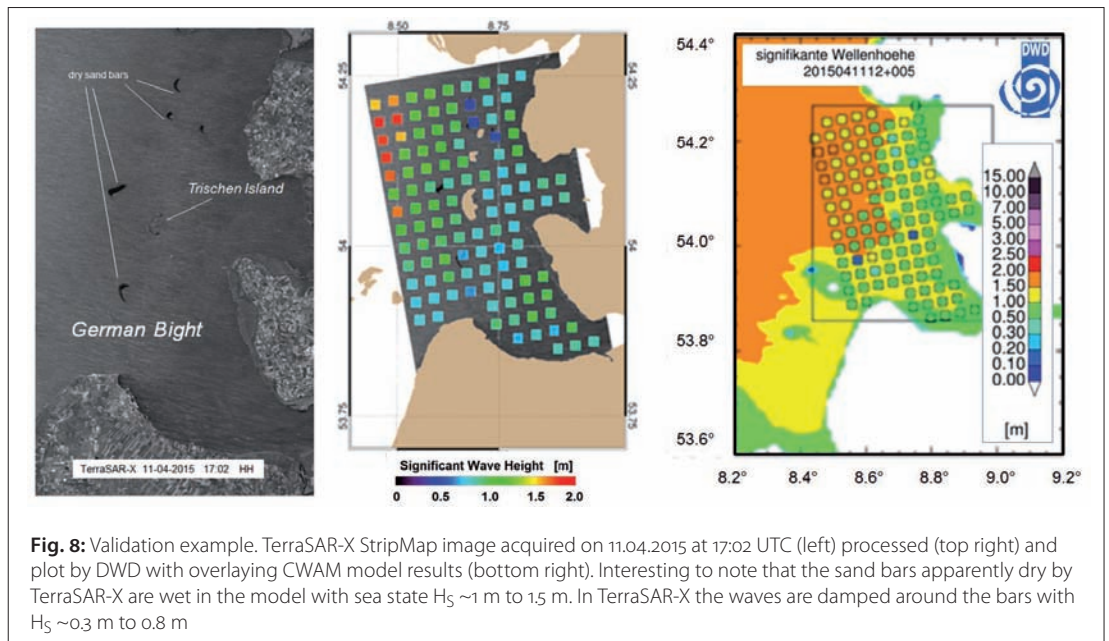 dry sand bars
Trischen Island
German Bight
TerraSAR-X 11-04-2015 17:02 HH
8.50 8.75
54.25 54.25
54 54
53.75 53.75
Significant Wave Height [m]
0 0.5 1.0 1.5 2.0
signifikante Wellenhoehe
2015041112+005
DWD
54.4°
54.2°
54.0°
53.8°
53.6°
8.2° 8.4° 8.6° 8.8° 9.0° 9.2°
15.00
10.00
7.00
5.00
3.00
2.50
2.00
1.50
1.00
0.50
0.30
0.20
0.10
0.00
[m]
Fig. 8: Validation example. TerraSAR-X StripMap image acquired on 11.04.2015 at 17:02 UTC (left) processed (top right) and
plot by DWD with overlaying CWAM model results (bottom right). Interesting to note that the sand bars apparently dry by
TerraSAR-X are wet in the model with sea state HS ~1 m to 1.5 m. In TerraSAR-X the waves are damped around the bars with
HS ~0.3 m to 0.8 m